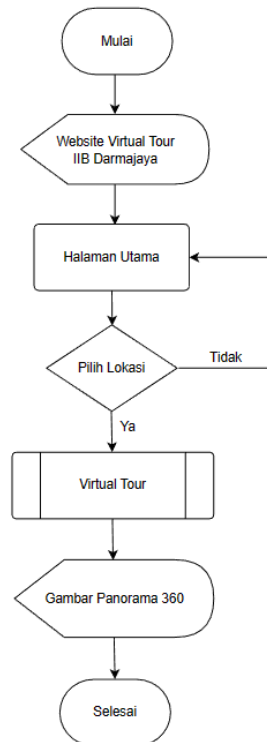 Mulai
Website Virtual Tour
IIB Darmajaya
Halaman Utama
Pilih Lokasi
Tidak
Ya
Virtual Tour
Gambar Panorama 360
Selesai